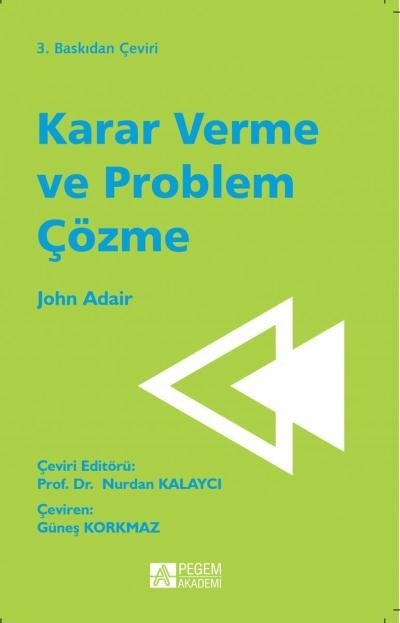 3. Baskıdan Çeviri
Karar Verme
ve Problem
Çözme
John Adair
Çeviri Editörü:
Prof. Dr. Nurdan KALAYCI
Çeviren:
Güneş KORKMAZ
PEGEM
AKADEMİ